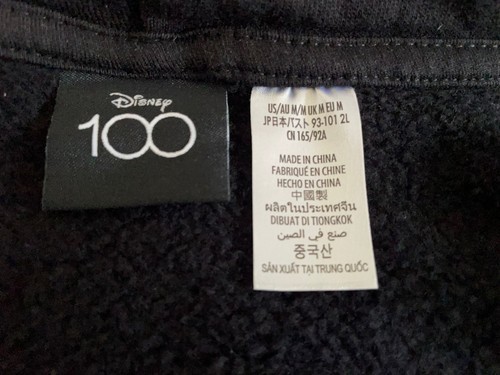 Disney
100
US/AU M/M UK M EU M
JP日本バスト 93-101 2L
CN 165/92A
MADE IN CHINA
FABRIQUÉ EN CHINE
HECHO EN CHINA
中國製
ผลิตในประเทศจีน
DIBUAT DI TIONGKOK
صنع في الصين
중국산
SẢN XUẤT TẠI TRUNG QUỐC